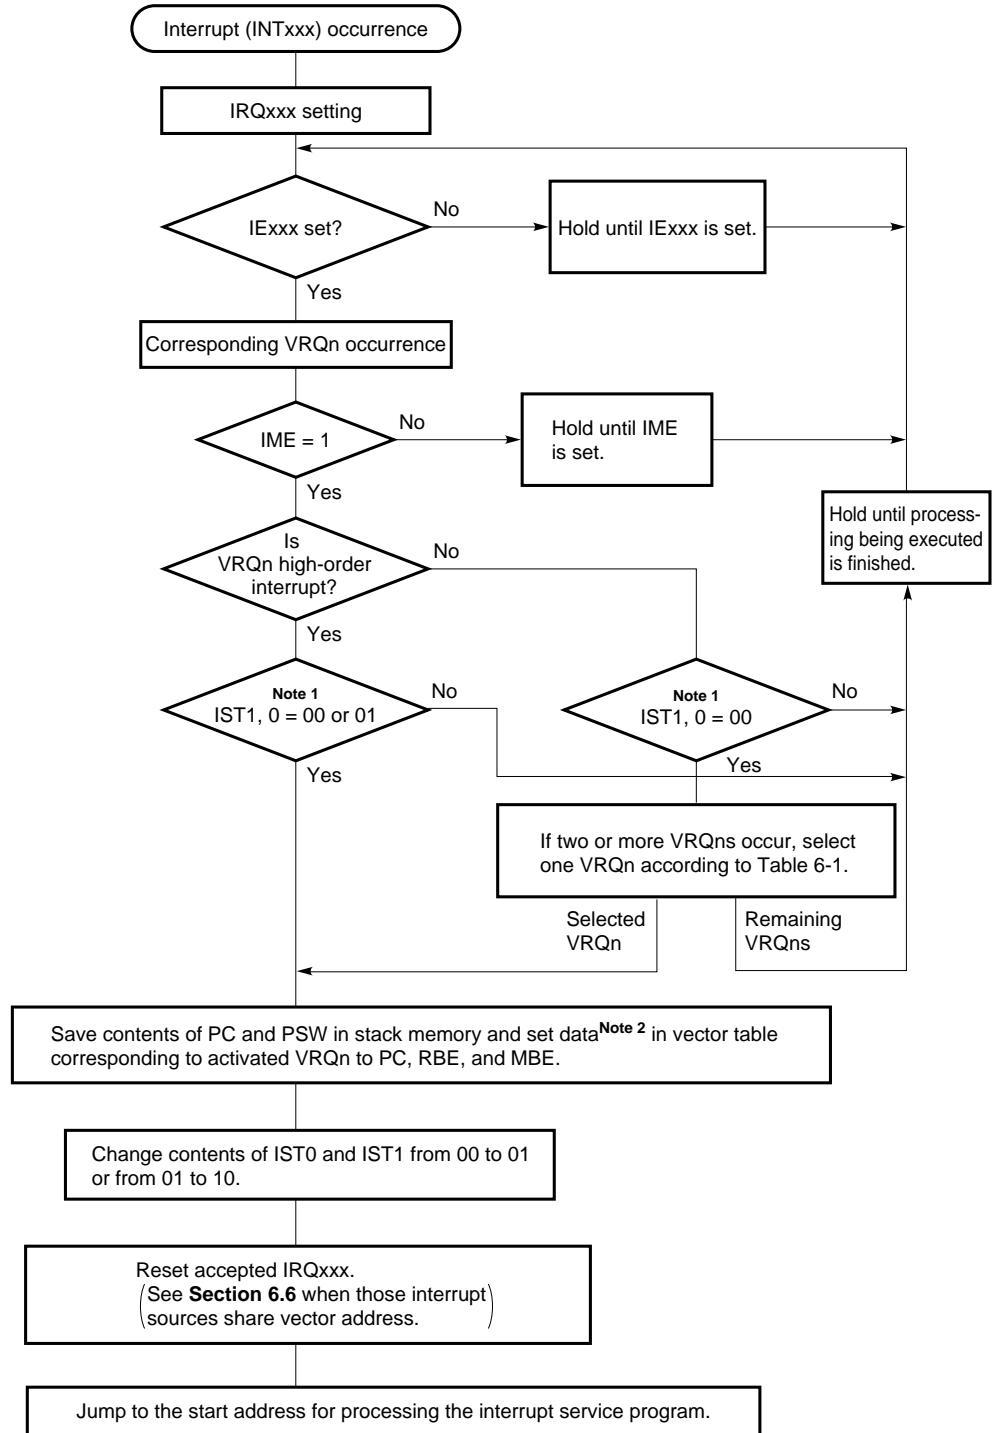 Interrupt (INTxxx) occurrence
IRQxxx setting
IExxx set?
No
Hold until IExxx is set.
Yes
Corresponding VRQn occurrence
IME = 1
No
Hold until IME
is set.
Yes
Hold until process-
ing being executed
is finished.
Is
VRQn high-order
interrupt?
No
Yes
Note 1
IST1, 0 = 00 or 01
No
Yes
Note 1
IST1, 0 = 00
No
Yes
If two or more VRQns occur, select
one VRQn according to Table 6-1.
Selected
VRQn
Remaining
VRQns
Save contents of PC and PSW in stack memory and set data Note 2 in vector table
corresponding to activated VRQn to PC, RBE, and MBE.
Change contents of IST0 and IST1 from 00 to 01
or from 01 to 10.
Reset accepted IRQxxx.
(See Section 6.6 when those interrupt
sources share vector address.)
Jump to the start address for processing the interrupt service program.